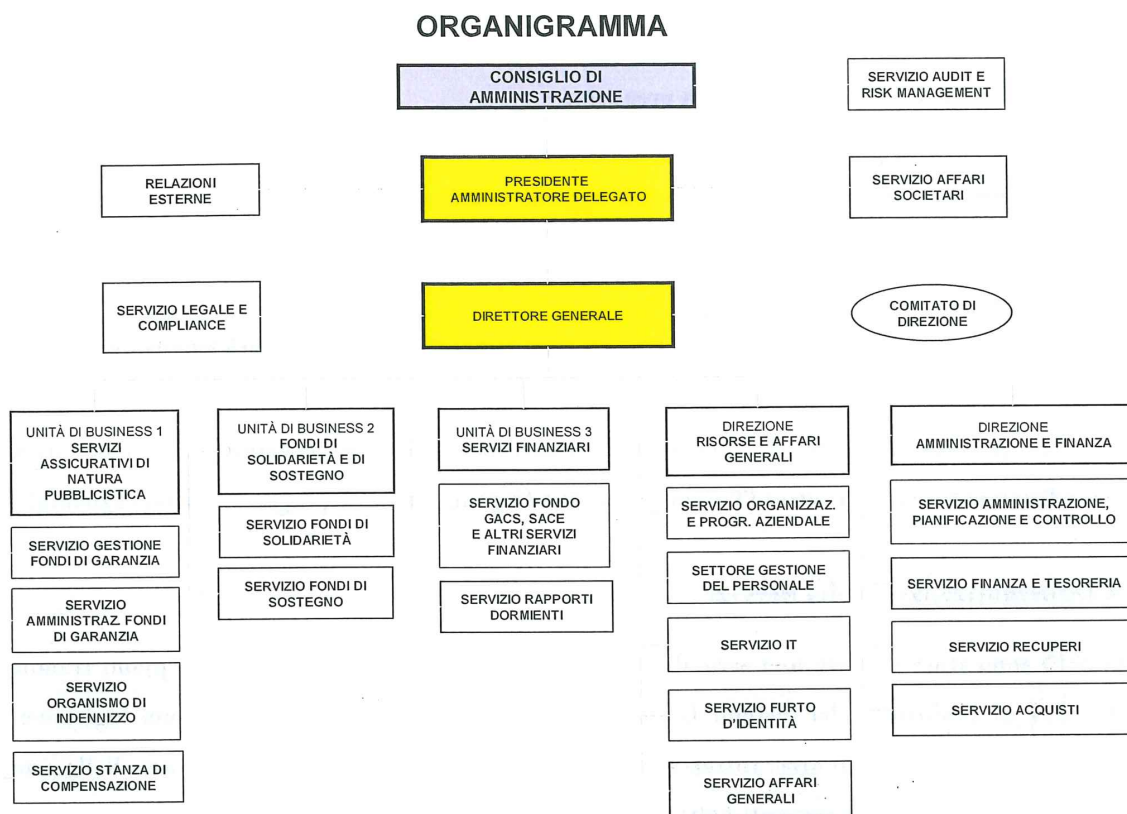 ORGANIGRAMMA
CONSIGLIO DI
AMMINISTRAZIONE
SERVIZIO AUDIT E
RISK MANAGEMENT
RELAZIONI
ESTERNE
PRESIDENTE
AMMINISTRATORE DELEGATO
SERVIZIO AFFARI
SOCIETARI
SERVIZIO LEGALE E
COMPLIANCE
DIRETTORE GENERALE
COMITATO DI
DIREZIONE
UNITÀ DI BUSINESS 1
SERVIZI
ASSICURATIVI DI
NATURA
PUBBLICISTICA
SERVIZIO GESTIONE
FONDI DI GARANZIA
SERVIZIO
AMMINISTRAZ. FONDI
DI GARANZIA
SERVIZIO
ORGANISMO DI
INDENNIZZO
SERVIZIO STANZA DI
COMPENSAZIONE
UNITÀ DI BUSINESS 2
FONDI DI
SOLIDARIETÀ E DI
SOSTEGNO
SERVIZIO FONDI DI
SOLIDARIETÀ
SERVIZIO FONDI DI
SOSTEGNO
UNITÀ DI BUSINESS 3
SERVIZI FINANZIARI
SERVIZIO FONDO
GACS, SACE
E ALTRI SERVIZI
FINANZIARI
SERVIZIO RAPPORTI
DORMIENTI
DIREZIONE
RISORSE E AFFARI
GENERALI
SERVIZIO ORGANIZZAZ.
E PROGR. AZIENDALE
SETTORE GESTIONE
DEL PERSONALE
SERVIZIO IT
SERVIZIO FURTO
D'IDENTITÀ
SERVIZIO AFFARI
GENERALI
DIREZIONE
AMMINISTRAZIONE E FINANZA
SERVIZIO AMMINISTRAZIONE,
PIANIFICAZIONE E CONTROLLO
SERVIZIO FINANZA E TESORERIA
SERVIZIO RECUPERI
SERVIZIO ACQUISTI